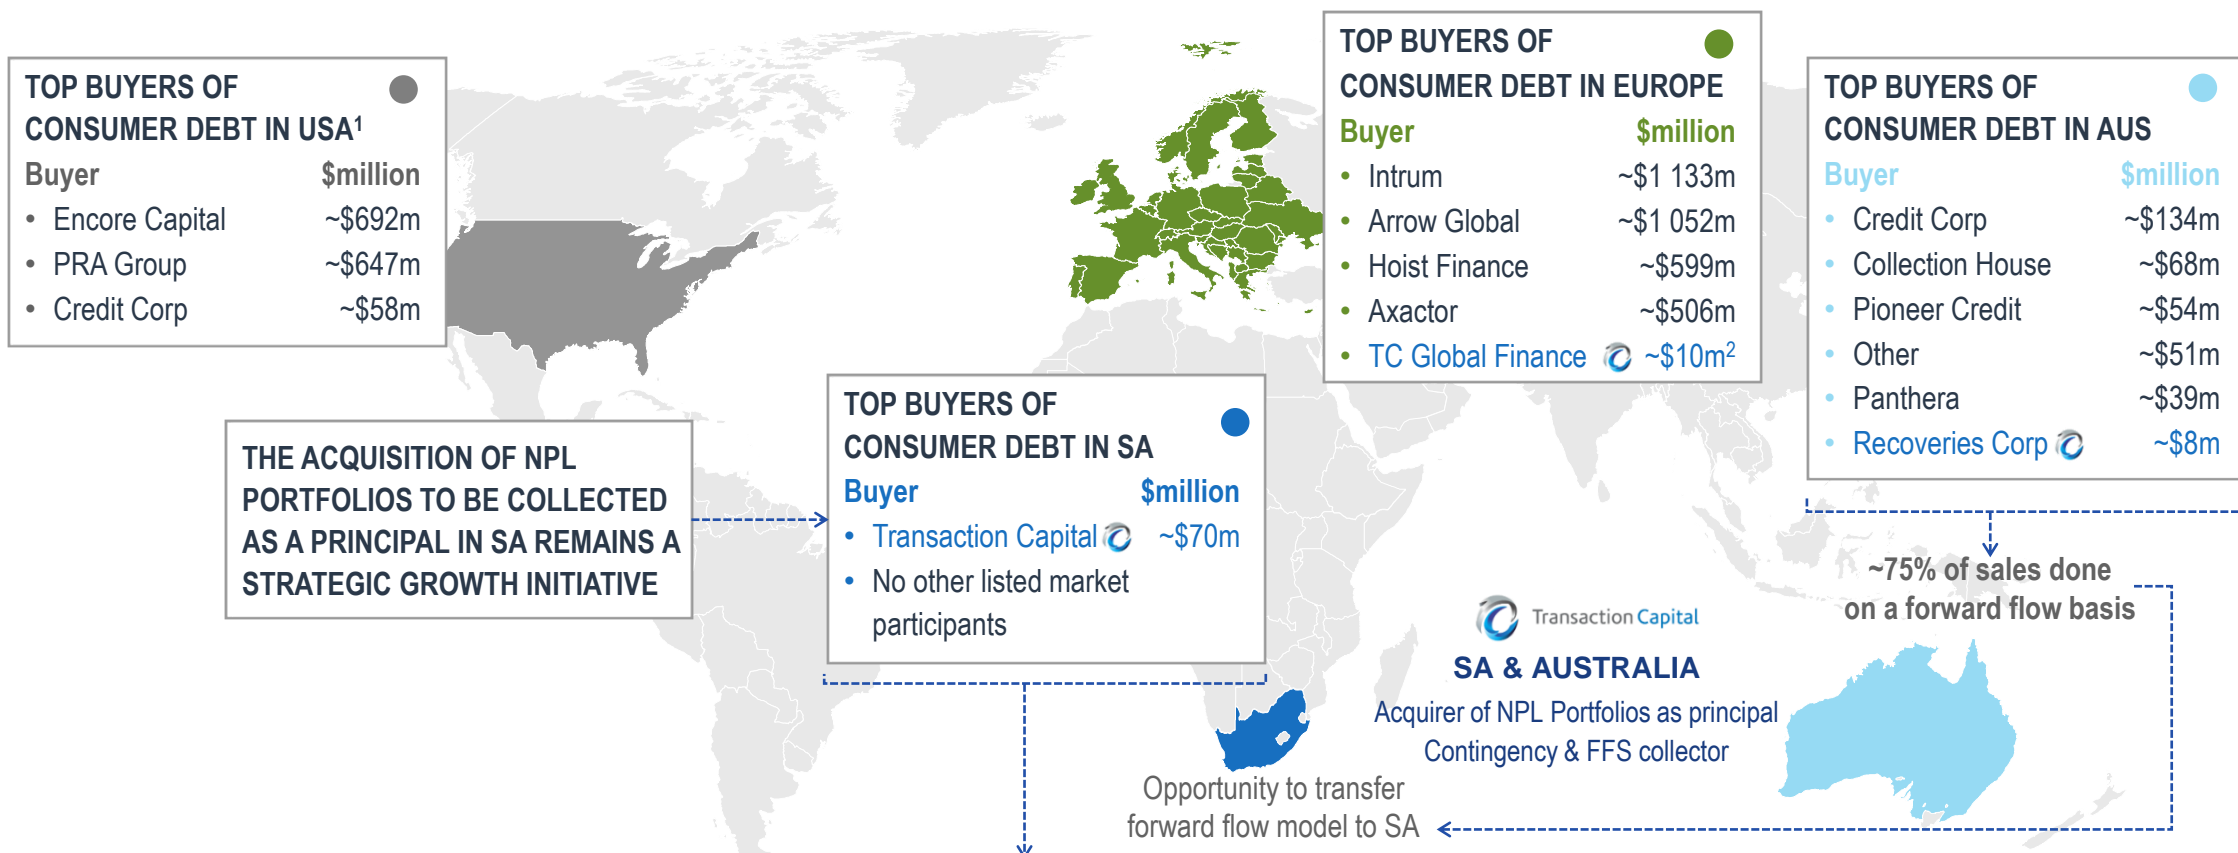 TOP BUYERS OF
CONSUMER DEBT IN USA¹
Buyer $million
• Encore Capital ~$692m
• PRA Group ~$647m
• Credit Corp ~$58m
THE ACQUISITION OF NPL
PORTFOLIOS TO BE COLLECTED
AS A PRINCIPAL IN SA REMAINS A
STRATEGIC GROWTH INITIATIVE
TOP BUYERS OF
CONSUMER DEBT IN SA
Buyer $million
• Transaction Capital ~$70m
• No other listed market
participants
TOP BUYERS OF
CONSUMER DEBT IN EUROPE
Buyer $million
• Intrum ~$1 133m
• Arrow Global ~$1 052m
• Hoist Finance ~$599m
• Axactor ~$506m
• TC Global Finance ~$10m²
TOP BUYERS OF
CONSUMER DEBT IN AUS
Buyer $million
• Credit Corp ~$134m
• Collection House ~$68m
• Pioneer Credit ~$54m
• Other ~$51m
• Panthera ~$39m
• Recoveries Corp ~$8m
~75% of sales done
on a forward flow basis
Transaction Capital
SA & AUSTRALIA
Acquirer of NPL Portfolios as principal
Contingency & FFS collector
Opportunity to transfer
forward flow model to SA